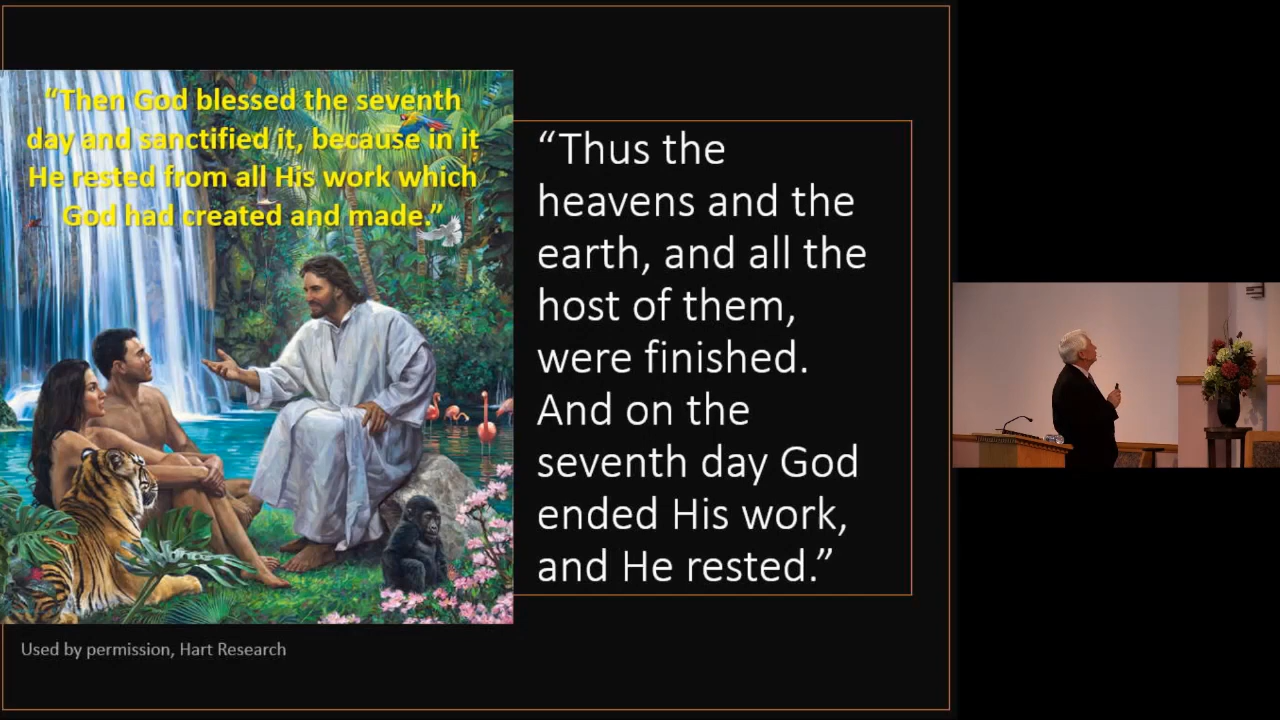 “Then God blessed the seventh
day and sanctified it, because in it
He rested from all His work which
God had created and made.”
“Thus the
heavens and the
earth, and all the
host of them,
were finished.
And on the
seventh day God
ended His work,
and He rested.”
Used by permission, Hart Research